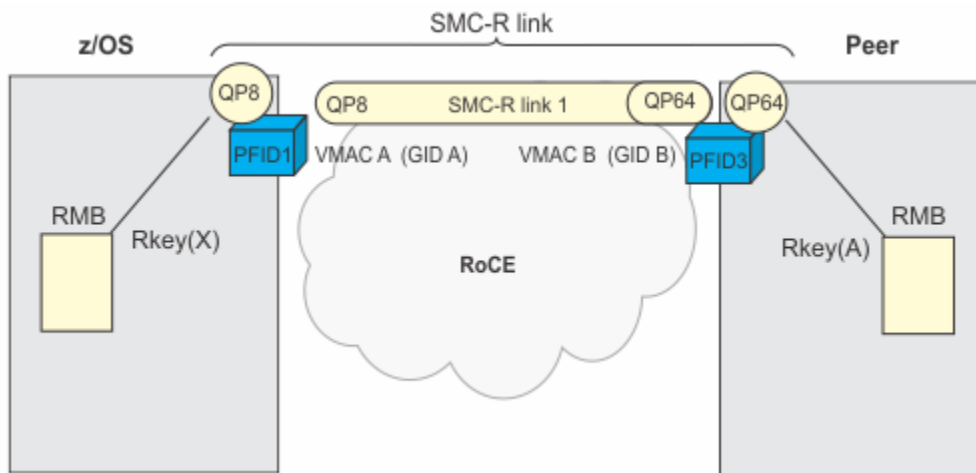 SMC-R link
z/OS
Peer
QP8
QP8
SMC-R link 1
QP64
QP64
PFID1
VMAC A (GID A)
VMAC B (GID B)
PFID3
RMB
Rkey(X)
RoCE
RMB
Rkey(A)